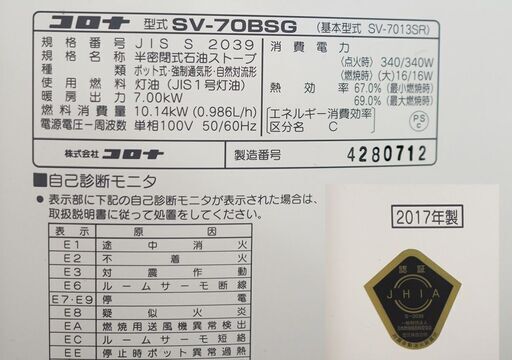 コロナ 型式 SV-70BSG (基本型式 SV-7013SR)
規格番号 JIS S 2039
種類 半密閉式石油ストーブ
ポット式・強制通気形・自然対流形
使用燃料 灯油(JIS1号灯油)
暖房出力 7.00kW
燃料消費量 10.14kW (0.986L/h)
電源電圧ー周波数 単相100V 50/60Hz
消費電力
(点火時) 340/340W
(燃焼時) (大)16/16W
熱効率 67.0% (最小燃焼時)
69.0% (最大燃焼時)
[エネルギー消費効率]
区分名 C
PS
C
株式会社 コロナ 製造番号 4280712
■自己診断モニタ
● 表示部に下記の自己診断モニタが表示された場合は、
取扱説明書に従って処置をしてください。
表示 原因
E1 途中消火
E2 不着火
E3 対震作動
E6 ルームサーモ断線
E7・E9 停電
E8 疑似火炎
EA 燃焼用送風機異常検出
EC ルームサーモ短絡
EE 停止時ポット異常過熱
2017年製
認証
JHIA
S-2039